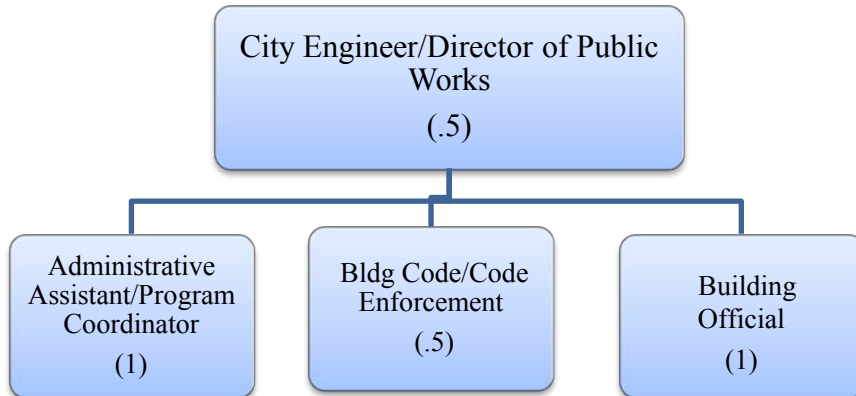 City Engineer/Director of Public
Works
(.5)
Administrative
Assistant/Program
Coordinator
(1)
Bldg Code/Code
Enforcement
(.5)
Building
Official
(1)